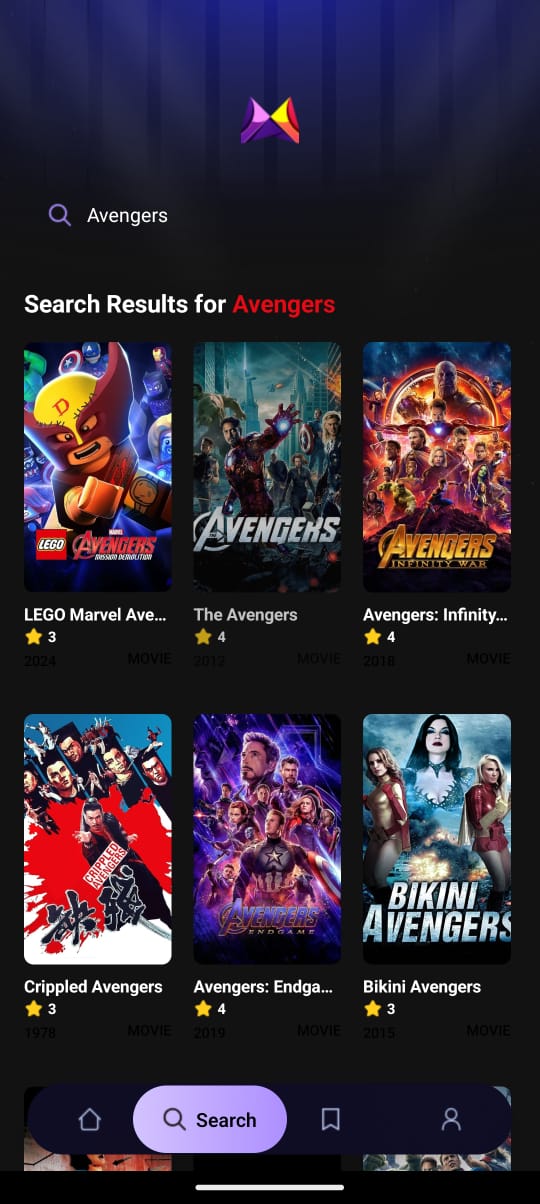 Avengers
Search Results for Avengers
LEGO MARVEL AVENGERS MISSION DEMOLITION
AVENGERS
AVENGERS INFINITY WAR
LEGO Marvel Ave...
The Avengers
Avengers: Infinity...
3
4
4
2024 MOVIE
2012 MOVIE
2018 MOVIE
CRIPPLED AVENGERS
AVENGERS ENDGAME
BIKINI AVENGERS
Crippled Avengers
Avengers: Endga...
Bikini Avengers
3
4
3
1978 MOVIE
2019 MOVIE
2015 MOVIE
Search